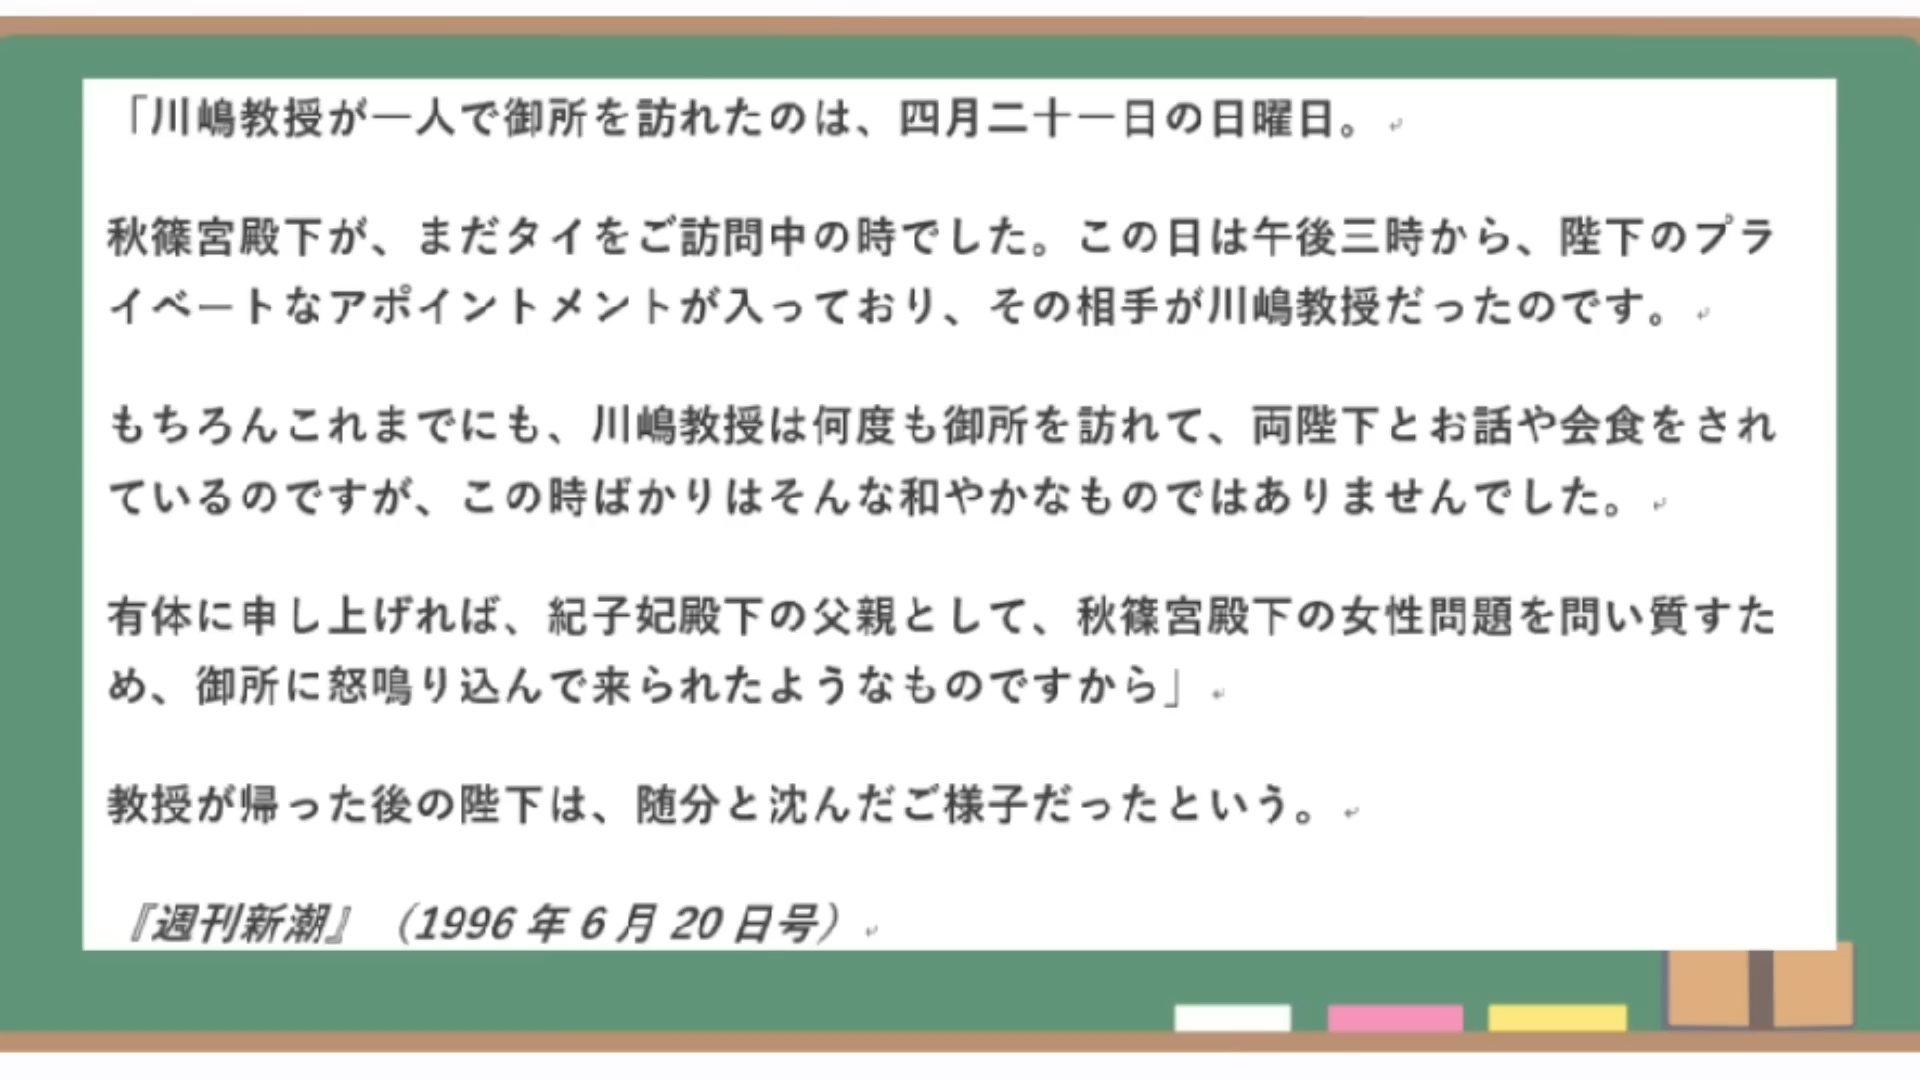 「川嶋教授が一人で御所を訪れたのは、四月二十一日の日曜日。
秋篠宮殿下が、まだタイをご訪問中の時でした。この日は午後三時から、陛下のプラ
イベートなアポイントメントが入っており、その相手が川嶋教授だったのです。
もちろんこれまでにも、川嶋教授は何度も御所を訪れて、両陛下とお話や会食をされ
ているのですが、この時ばかりはそんな和やかなものではありませんでした。
有体に申し上げれば、紀子妃殿下の父親として、秋篠宮殿下の女性問題を問い質すた
め、御所に怒鳴り込んで来られたようなものですから」
教授が帰った後の陛下は、随分と沈んだご様子だったという。
『週刊新潮』（1996 年 6 月 20 日号）